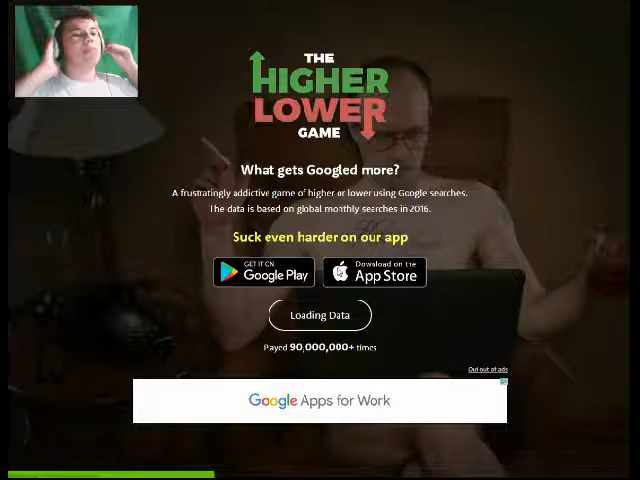 THE
HIGHER
LOWER
GAME
What gets Googled more?
A frustratingly addictive game of higher or lower using Google searches.
The data is based on global monthly searches in 2016.
Suck even harder on our app
GET IT ON
Google Play
Download on the
App Store
Loading Data
Payed 90,000,000+ times
Out out of ads
Google Apps for Work